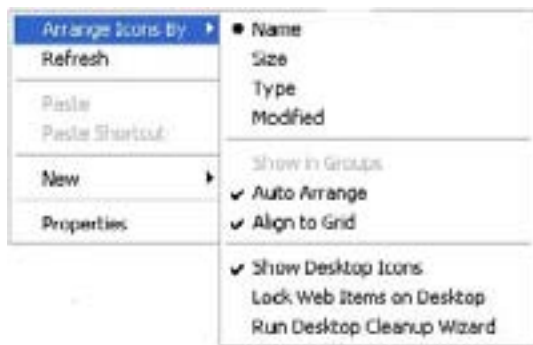 Arrange Icons By
Refresh
Paste
Paste Shortcut
New
Properties
Name
Size
Type
Modified
Show in Groups
Auto Arrange
Align to Grid
Show Desktop Icons
Lock Web Items on Desktop
Run Desktop Cleanup Wizard